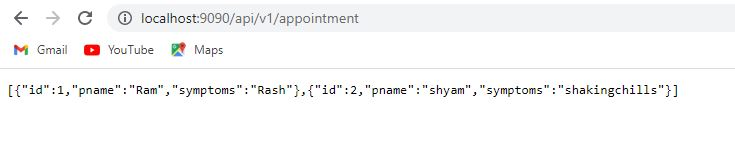 localhost:9090/api/v1/appointment
Gmail YouTube Maps
[{"id":1,"pname":"Ram","symptoms":"Rash"},{"id":2,"pname":"shyam","symptoms":"shakingchills"}]